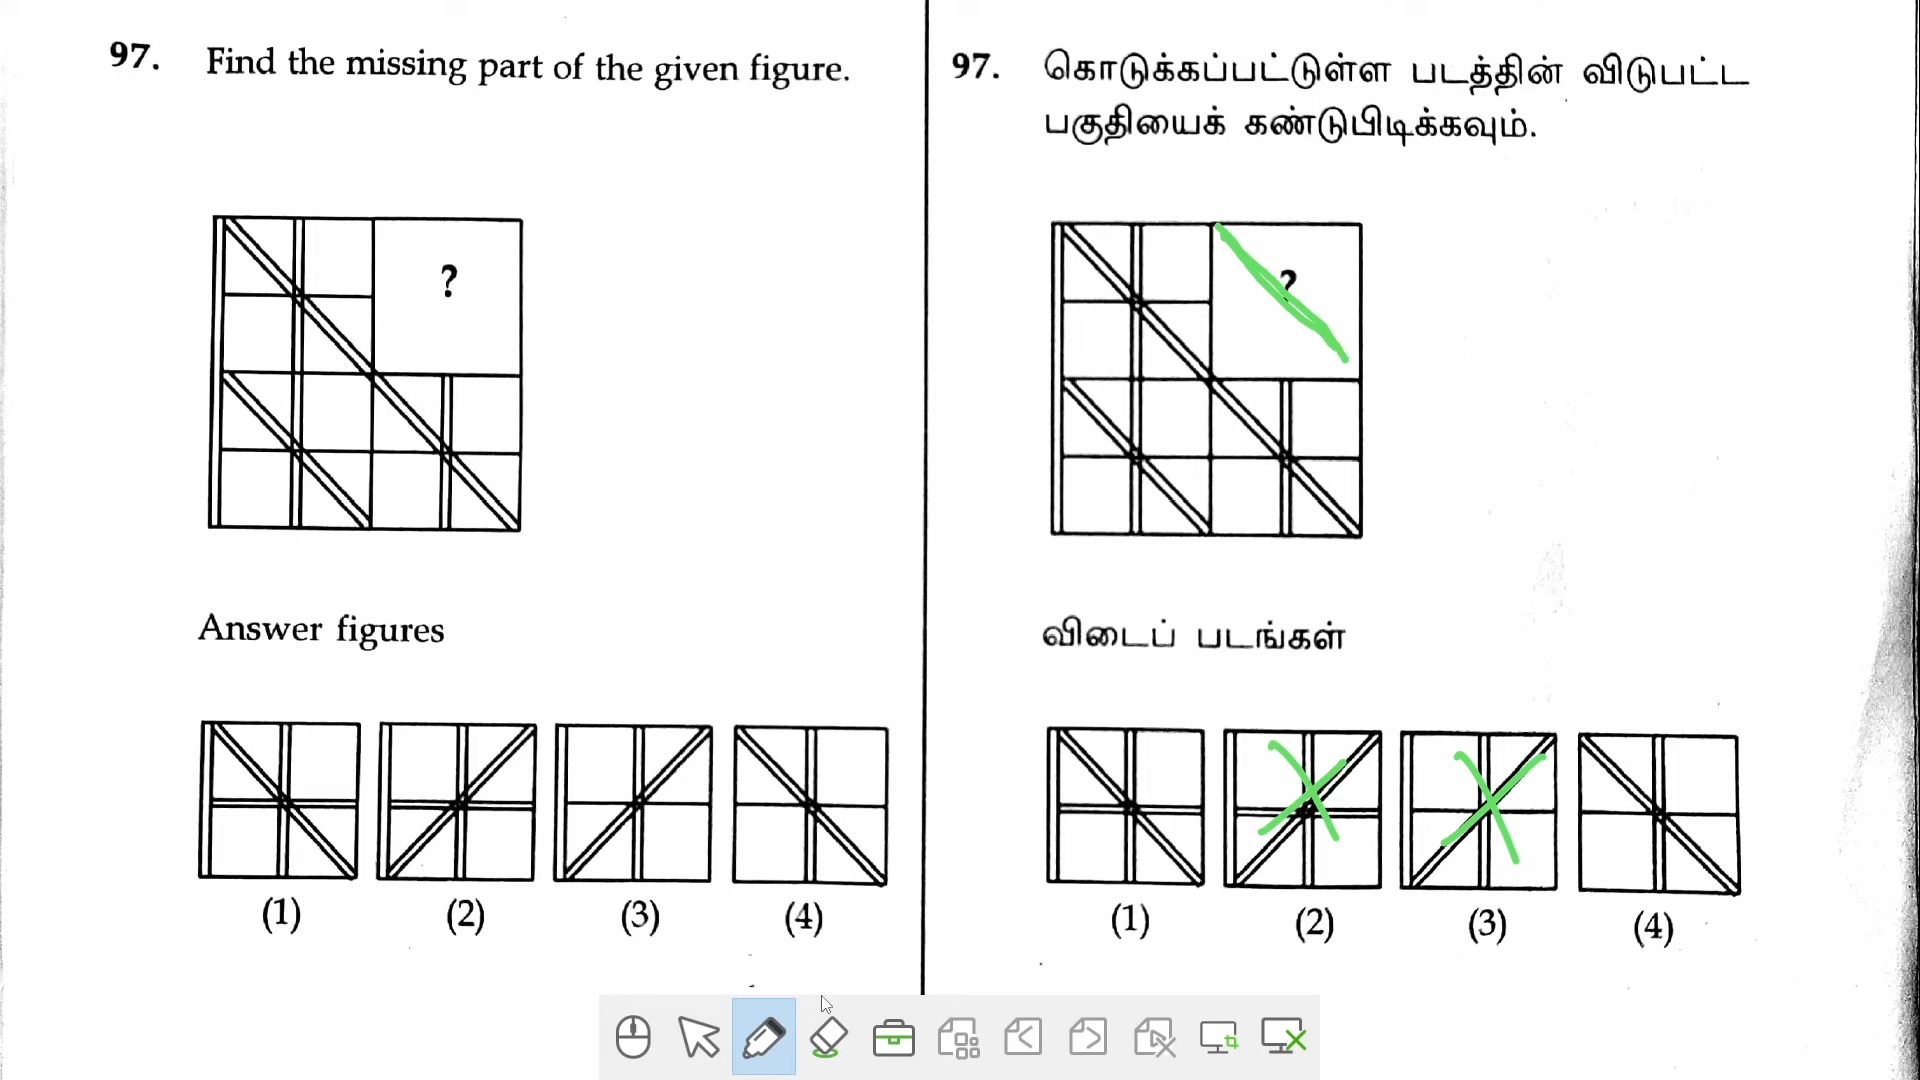 97. Find the missing part of the given figure.
?
Answer figures
(1) (2) (3) (4)
97. கொடுக்கப்பட்டுள்ள படத்தின் விடுபட்ட
பகுதியைக் கண்டுபிடிக்கவும்.
?
விடைப் படங்கள்
(1) (2) (3) (4)